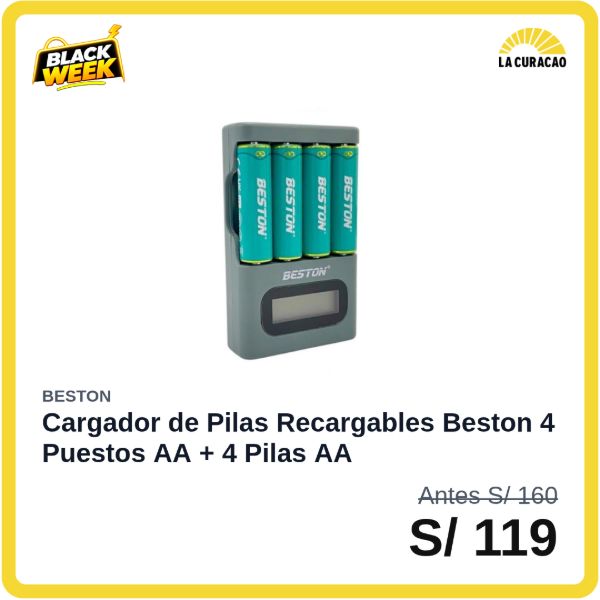 BLACK
WEEK
LA CURACAO
BESTON
BESTON
BESTON
BESTON
BESTON
BESTON
Cargador de Pilas Recargables Beston 4
Puestos AA + 4 Pilas AA
Antes S/ 160
S/ 119